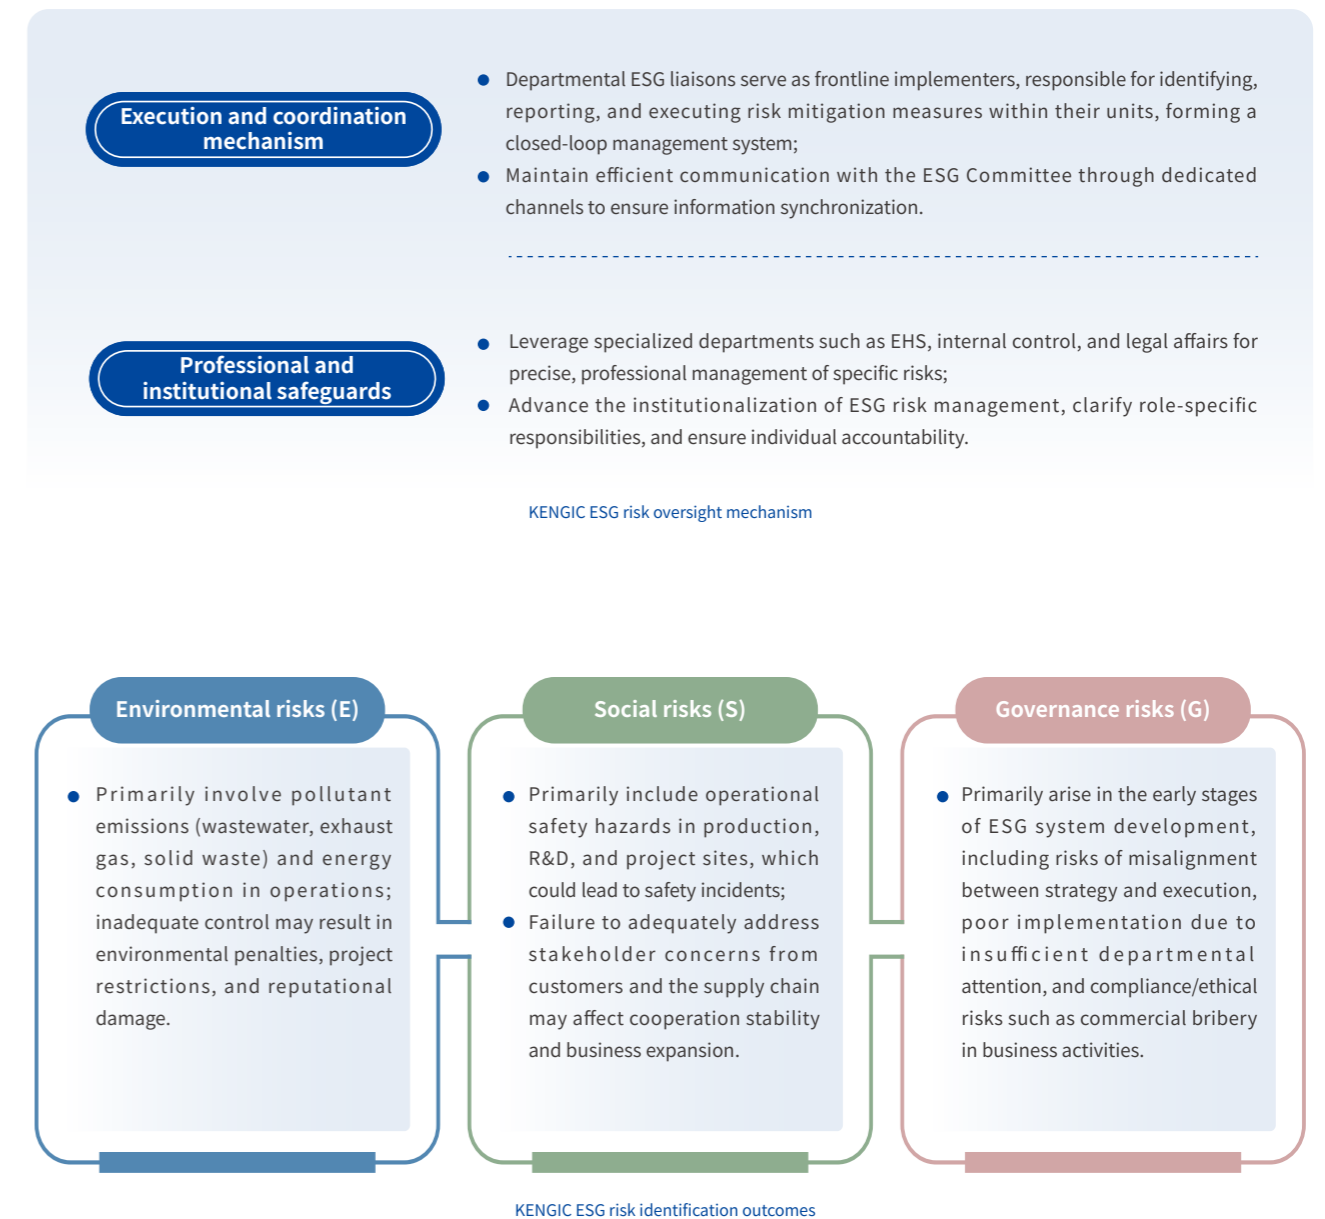 Execution and coordination
mechanism
● Departmental ESG liaisons serve as frontline implementers, responsible for identifying,
reporting, and executing risk mitigation measures within their units, forming a
closed-loop management system;
● Maintain efficient communication with the ESG Committee through dedicated
channels to ensure information synchronization.
Professional and
institutional safeguards
● Leverage specialized departments such as EHS, internal control, and legal affairs for
precise, professional management of specific risks;
● Advance the institutionalization of ESG risk management, clarify role-specific
responsibilities, and ensure individual accountability.
KENGIC ESG risk oversight mechanism
Environmental risks (E)
● Primarily involve pollutant
emissions (wastewater, exhaust
gas, solid waste) and energy
consumption in operations;
inadequate control may result in
environmental penalties, project
restrictions, and reputational
damage.
Social risks (S)
● Primarily include operational
safety hazards in production,
R&D, and project sites, which
could lead to safety incidents;
● Failure to adequately address
stakeholder concerns from
customers and the supply chain
may affect cooperation stability
and business expansion.
Governance risks (G)
● Primarily arise in the early stages
of ESG system development,
including risks of misalignment
between strategy and execution,
poor implementation due to
insufficient departmental
attention, and compliance/ethical
risks such as commercial bribery
in business activities.
KENGIC ESG risk identification outcomes